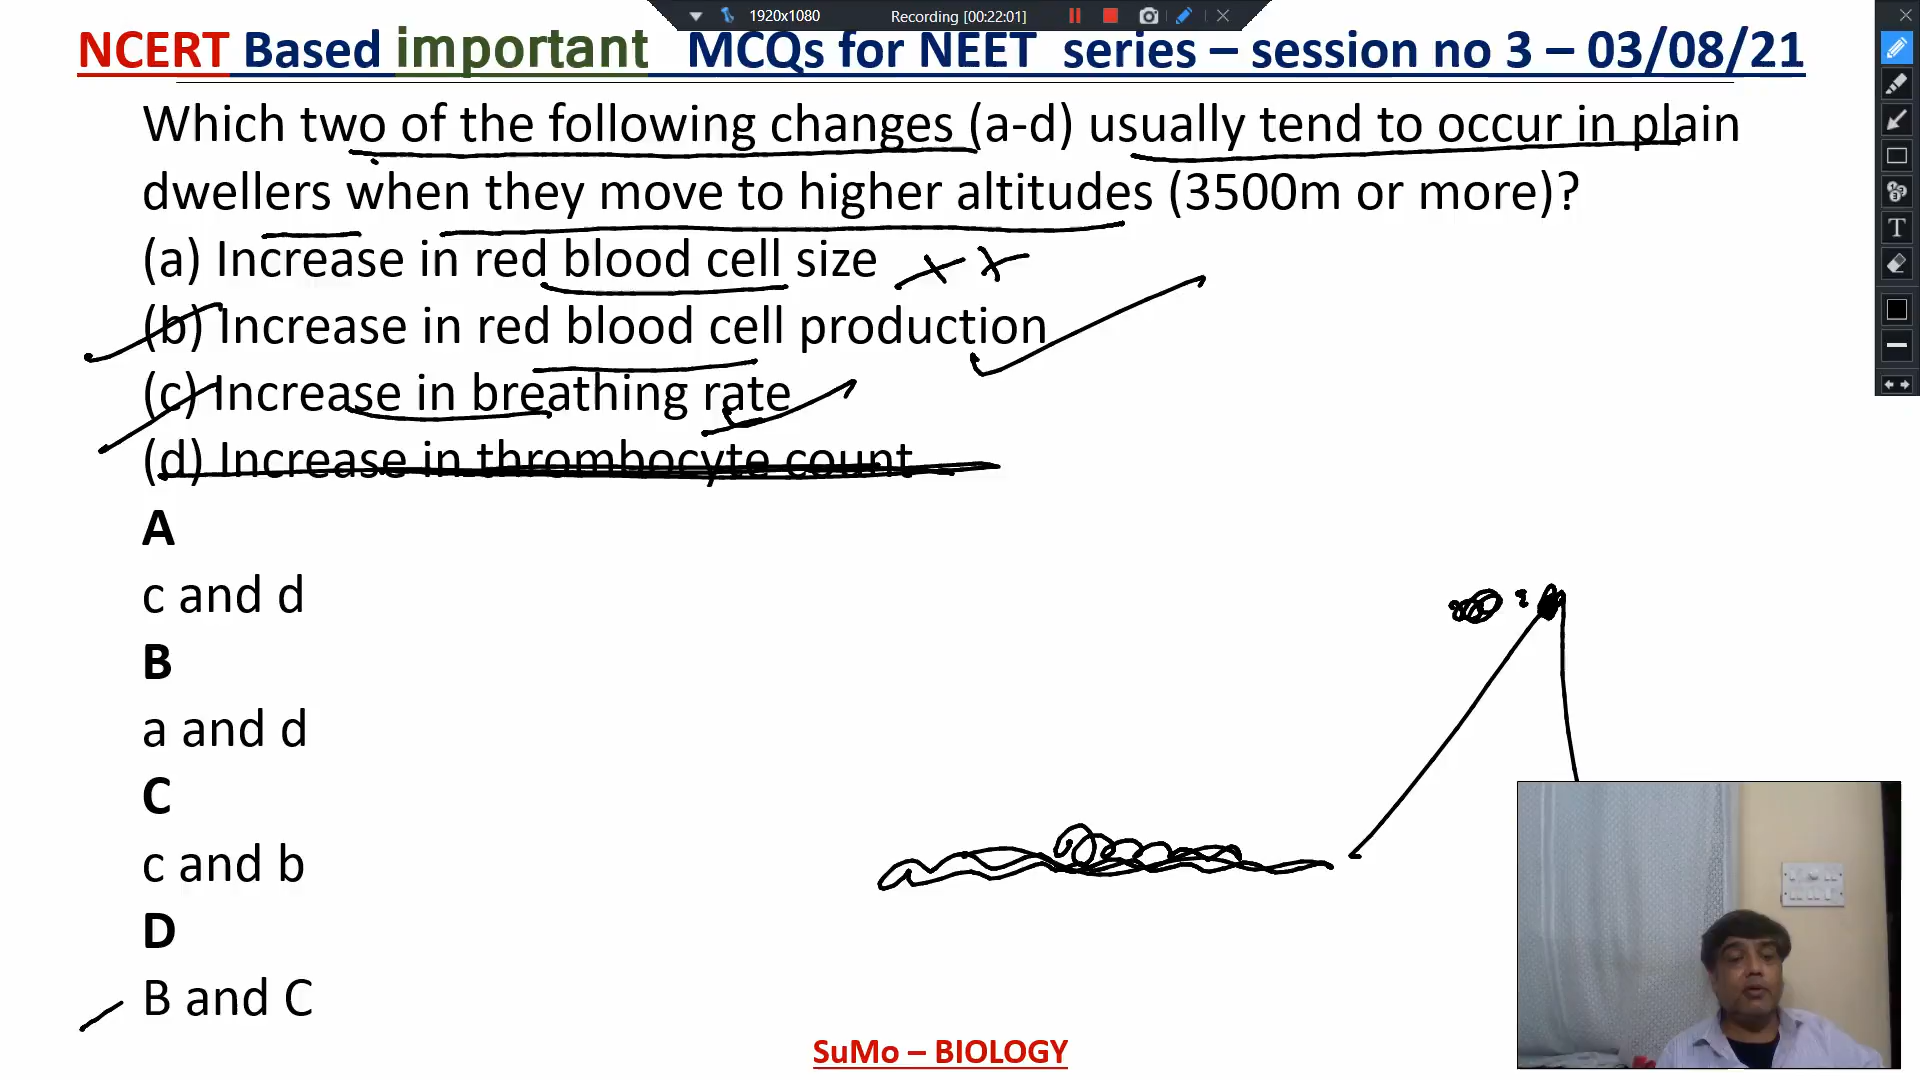 1920x1080 Recording [00:22:01]
NCERT Based important MCQs for NEET series – session no 3 – 03/08/21
Which two of the following changes (a-d) usually tend to occur in plain
dwellers when they move to higher altitudes (3500m or more)?
(a) Increase in red blood cell size
(b) Increase in red blood cell production
(c) Increase in breathing rate
(d) Increase in thrombocyte count
A
c and d
B
a and d
C
c and b
D
B and C
SuMo – BIOLOGY